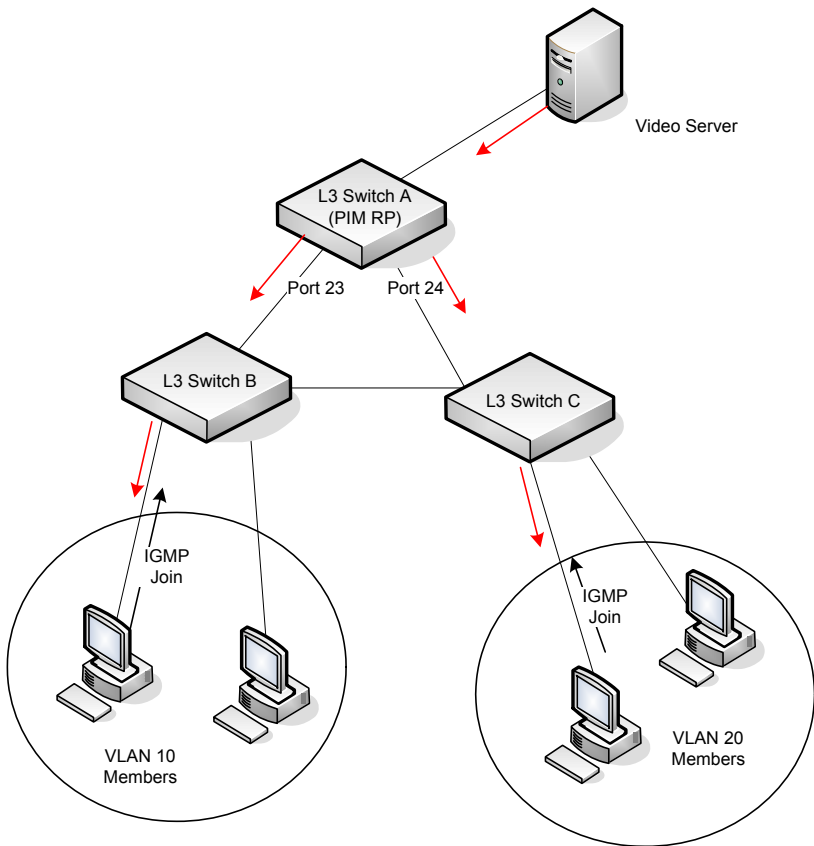 Video Server
L3 Switch A
(PIM RP)
Port 23
Port 24
L3 Switch B
L3 Switch C
IGMP
Join
IGMP
Join
VLAN 10
Members
VLAN 20
Members